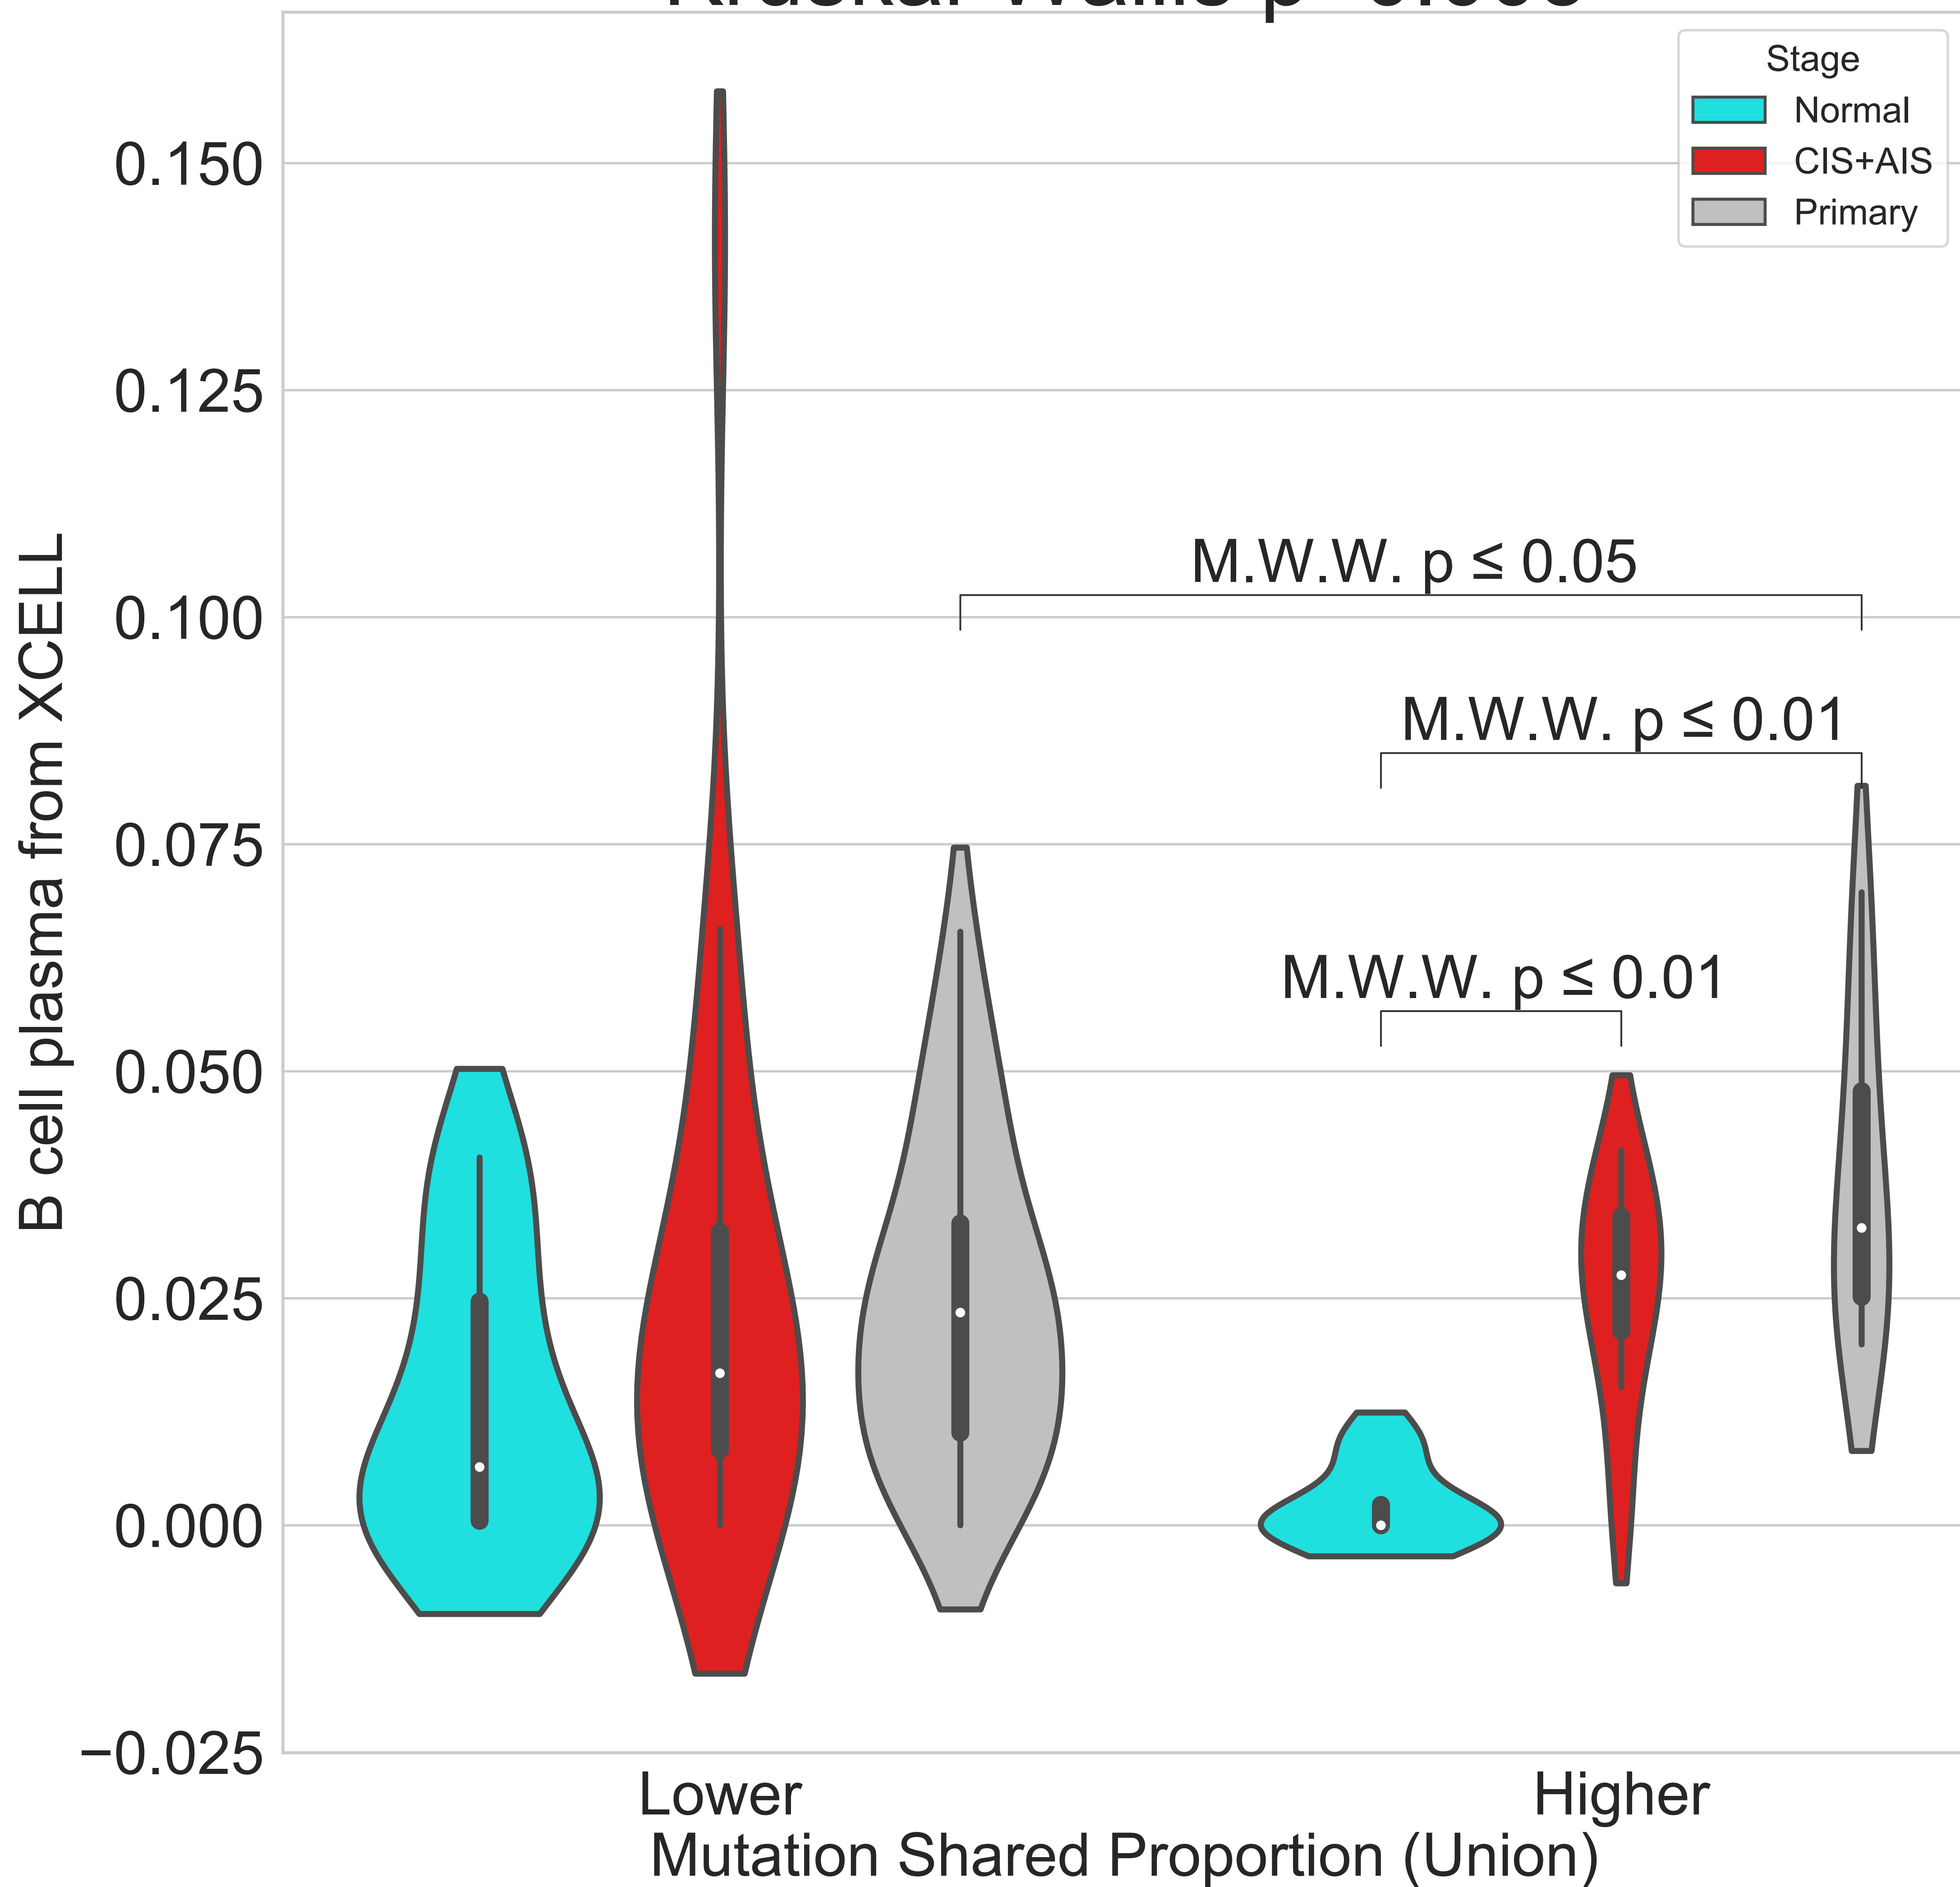 Stage
Normal
CIS+AIS
Primary
0.150
0.125
0.100
0.075
0.050
0.025
0.000
−0.025
B cell plasma from XCELL
M.W.W. p ≤ 0.05
M.W.W. p ≤ 0.01
M.W.W. p ≤ 0.01
Lower
Higher
Mutation Shared Proportion (Union)